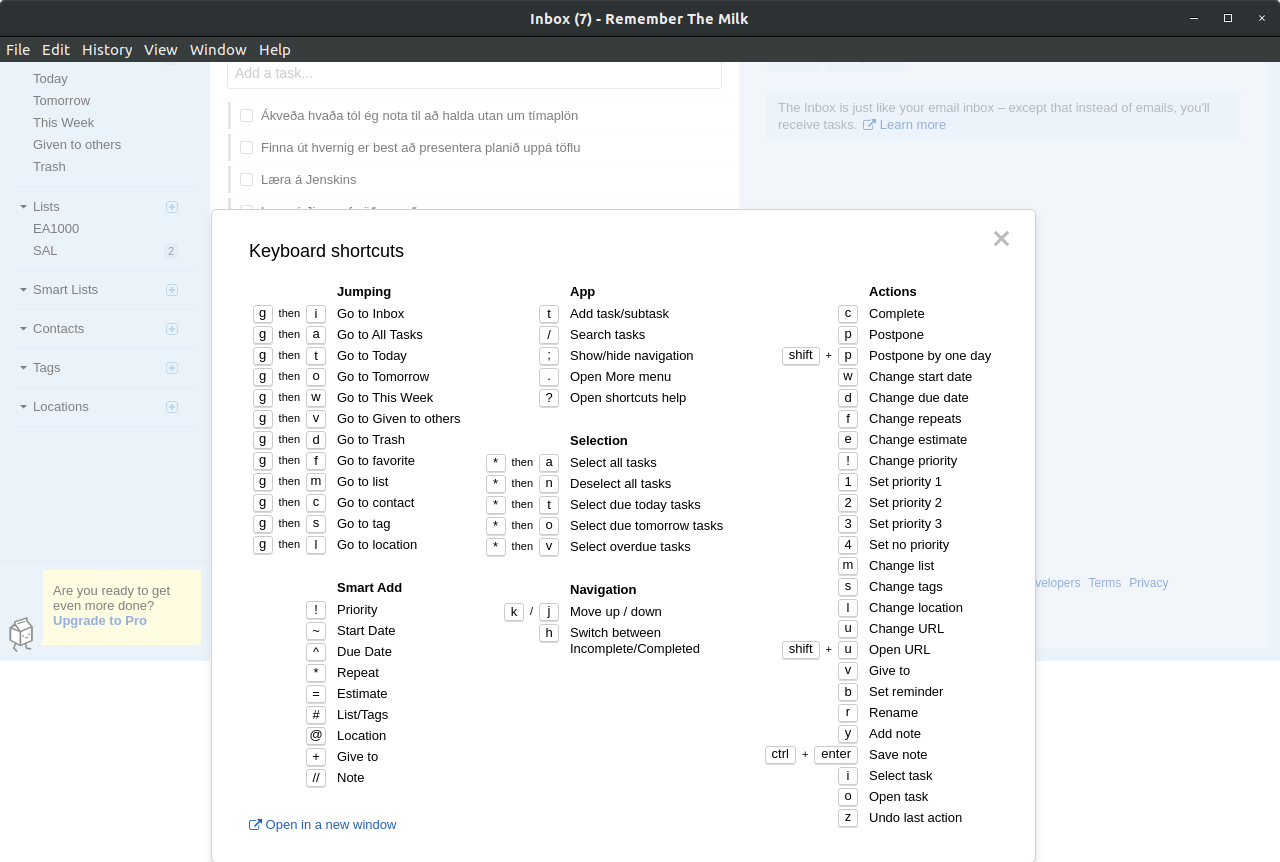 Inbox (7) - Remember The Milk
File Edit History View Window Help
Today
Tomorrow
This Week
Given to others
Trash
Lists
EA1000
SAL 2
Smart Lists
Contacts
Tags
Locations
Are you ready to get
even more done?
Upgrade to Pro
Add a task...
Ákveða hvaða tól ég nota til að halda utan um tímaplön
Finna út hvernig er best að presentera planið uppá töflu
Læra á Jenskins
The Inbox is just like your email inbox – except that instead of emails, you'll
receive tasks. Learn more
Terms Privacy
Keyboard shortcuts
Jumping
g then i Go to Inbox
g then a Go to All Tasks
g then t Go to Today
g then o Go to Tomorrow
g then w Go to This Week
g then v Go to Given to others
g then d Go to Trash
g then f Go to favorite
g then m Go to list
g then c Go to contact
g then s Go to tag
g then l Go to location
Smart Add
! Priority
~ Start Date
^ Due Date
* Repeat
= Estimate
# List/Tags
@ Location
+ Give to
// Note
App
t Add task/subtask
/ Search tasks
; Show/hide navigation
. Open More menu
? Open shortcuts help
Selection
* then a Select all tasks
* then n Deselect all tasks
* then t Select due today tasks
* then o Select due tomorrow tasks
* then v Select overdue tasks
Navigation
k / j Move up / down
h Switch between
Incomplete/Completed
Actions
c Complete
p Postpone
shift + p Postpone by one day
w Change start date
d Change due date
f Change repeats
e Change estimate
! Change priority
1 Set priority 1
2 Set priority 2
3 Set priority 3
4 Set no priority
m Change list
s Change tags
l Change location
u Change URL
shift + u Open URL
v Give to
b Set reminder
r Rename
y Add note
ctrl + enter Save note
i Select task
o Open task
z Undo last action
Open in a new window